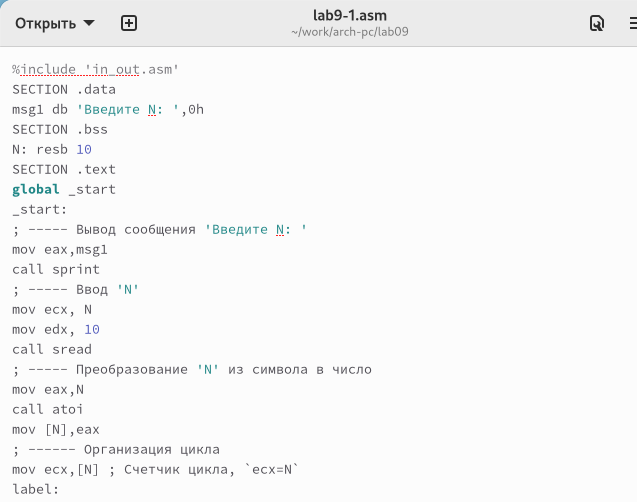 Открыть
lab9-1.asm
~/work/arch-pc/lab09
%include 'in_out.asm'
SECTION .data
msg1 db 'Введите N: ',0h
SECTION .bss
N: resb 10
SECTION .text
global _start
_start:
; ----- Вывод сообщения 'Введите N: '
mov eax,msg1
call sprint
; ----- Ввод 'N'
mov ecx, N
mov edx, 10
call sread
; ----- Преобразование 'N' из символа в число
mov eax,N
call atoi
mov [N],eax
; ------ Организация цикла
mov ecx,[N] ; Счетчик цикла, `ecx=N`
label: